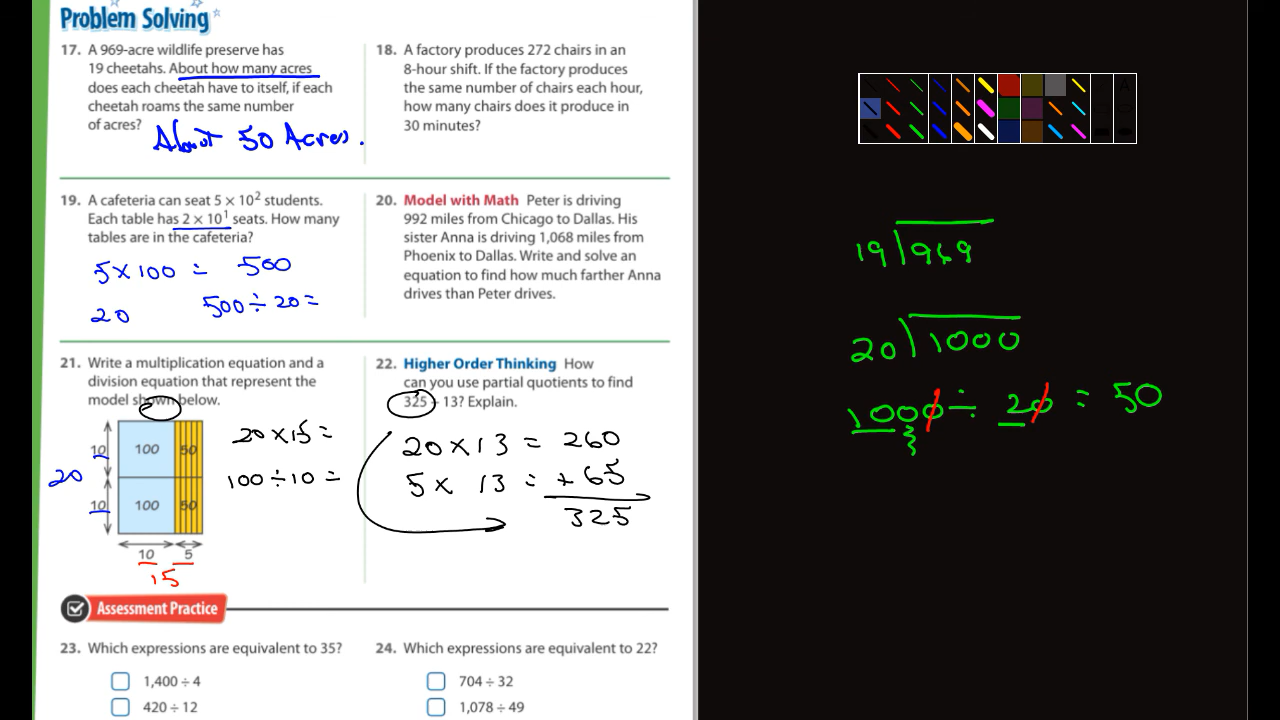 Problem Solving
17. A 969-acre wildlife preserve has
19 cheetahs. About how many acres
does each cheetah have to itself, if each
cheetah roams the same number
of acres?
About 50 Acres.
18. A factory produces 272 chairs in an
8-hour shift. If the factory produces
the same number of chairs each hour,
how many chairs does it produce in
30 minutes?
19. A cafeteria can seat 5 × 10² students.
Each table has 2 × 10¹ seats. How many
tables are in the cafeteria?
5 × 100 = 500
20 500 ÷ 20 =
20. Model with Math Peter is driving
992 miles from Chicago to Dallas. His
sister Anna is driving 1,068 miles from
Phoenix to Dallas. Write and solve an
equation to find how much farther Anna
drives than Peter drives.
21. Write a multiplication equation and a
division equation that represent the
model shown below.
10 100 50
20
10 100 50
10 5
15
20 × 15 =
100 ÷ 10 =
22. Higher Order Thinking How
can you use partial quotients to find
325 ÷ 13? Explain.
20 × 13 = 260
5 × 13 = + 65
325
Assessment Practice
23. Which expressions are equivalent to 35?
1,400 ÷ 4
420 ÷ 12
24. Which expressions are equivalent to 22?
704 ÷ 32
1,078 ÷ 49
A
19 969
20 1000
1000 ÷ 20 = 50